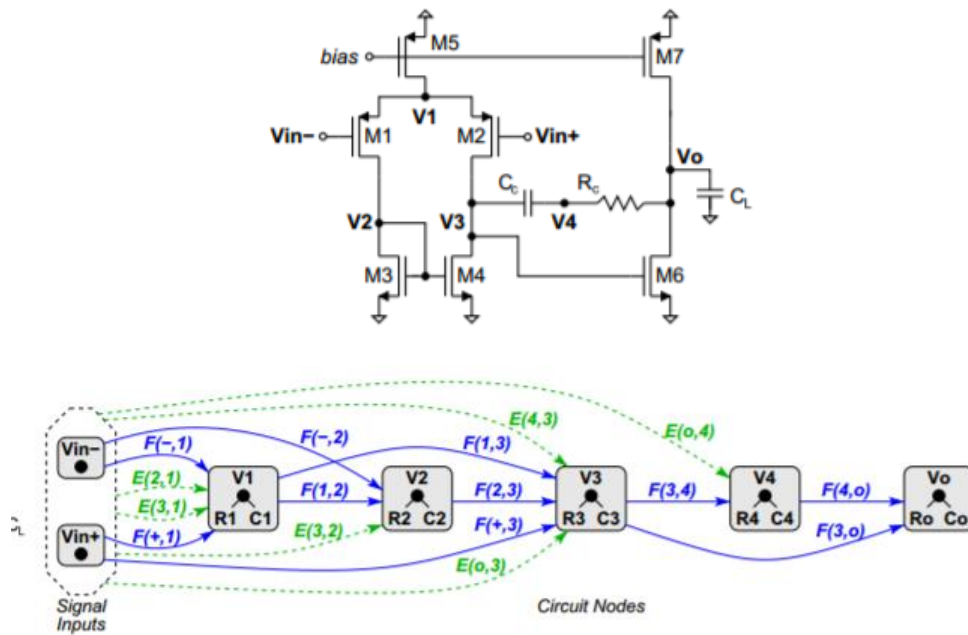 M5
bias
M7
V1
Vin−
M1
M2
Vin+
Vo
Cc
Rc
CL
V2
V3
V4
M3
M4
M6
E(4,3)
E(o,4)
Vin−
F(−,1)
F(−,2)
F(1,3)
E(2,1)
V1
V2
V3
V4
Vo
E(3,1)
F(1,2)
F(2,3)
F(3,4)
F(4,o)
R1 C1
R2 C2
R3 C3
R4 C4
Ro Co
Vin+
F(+,1)
E(3,2)
F(+,3)
F(3,o)
E(o,3)
Signal
Inputs
Circuit Nodes